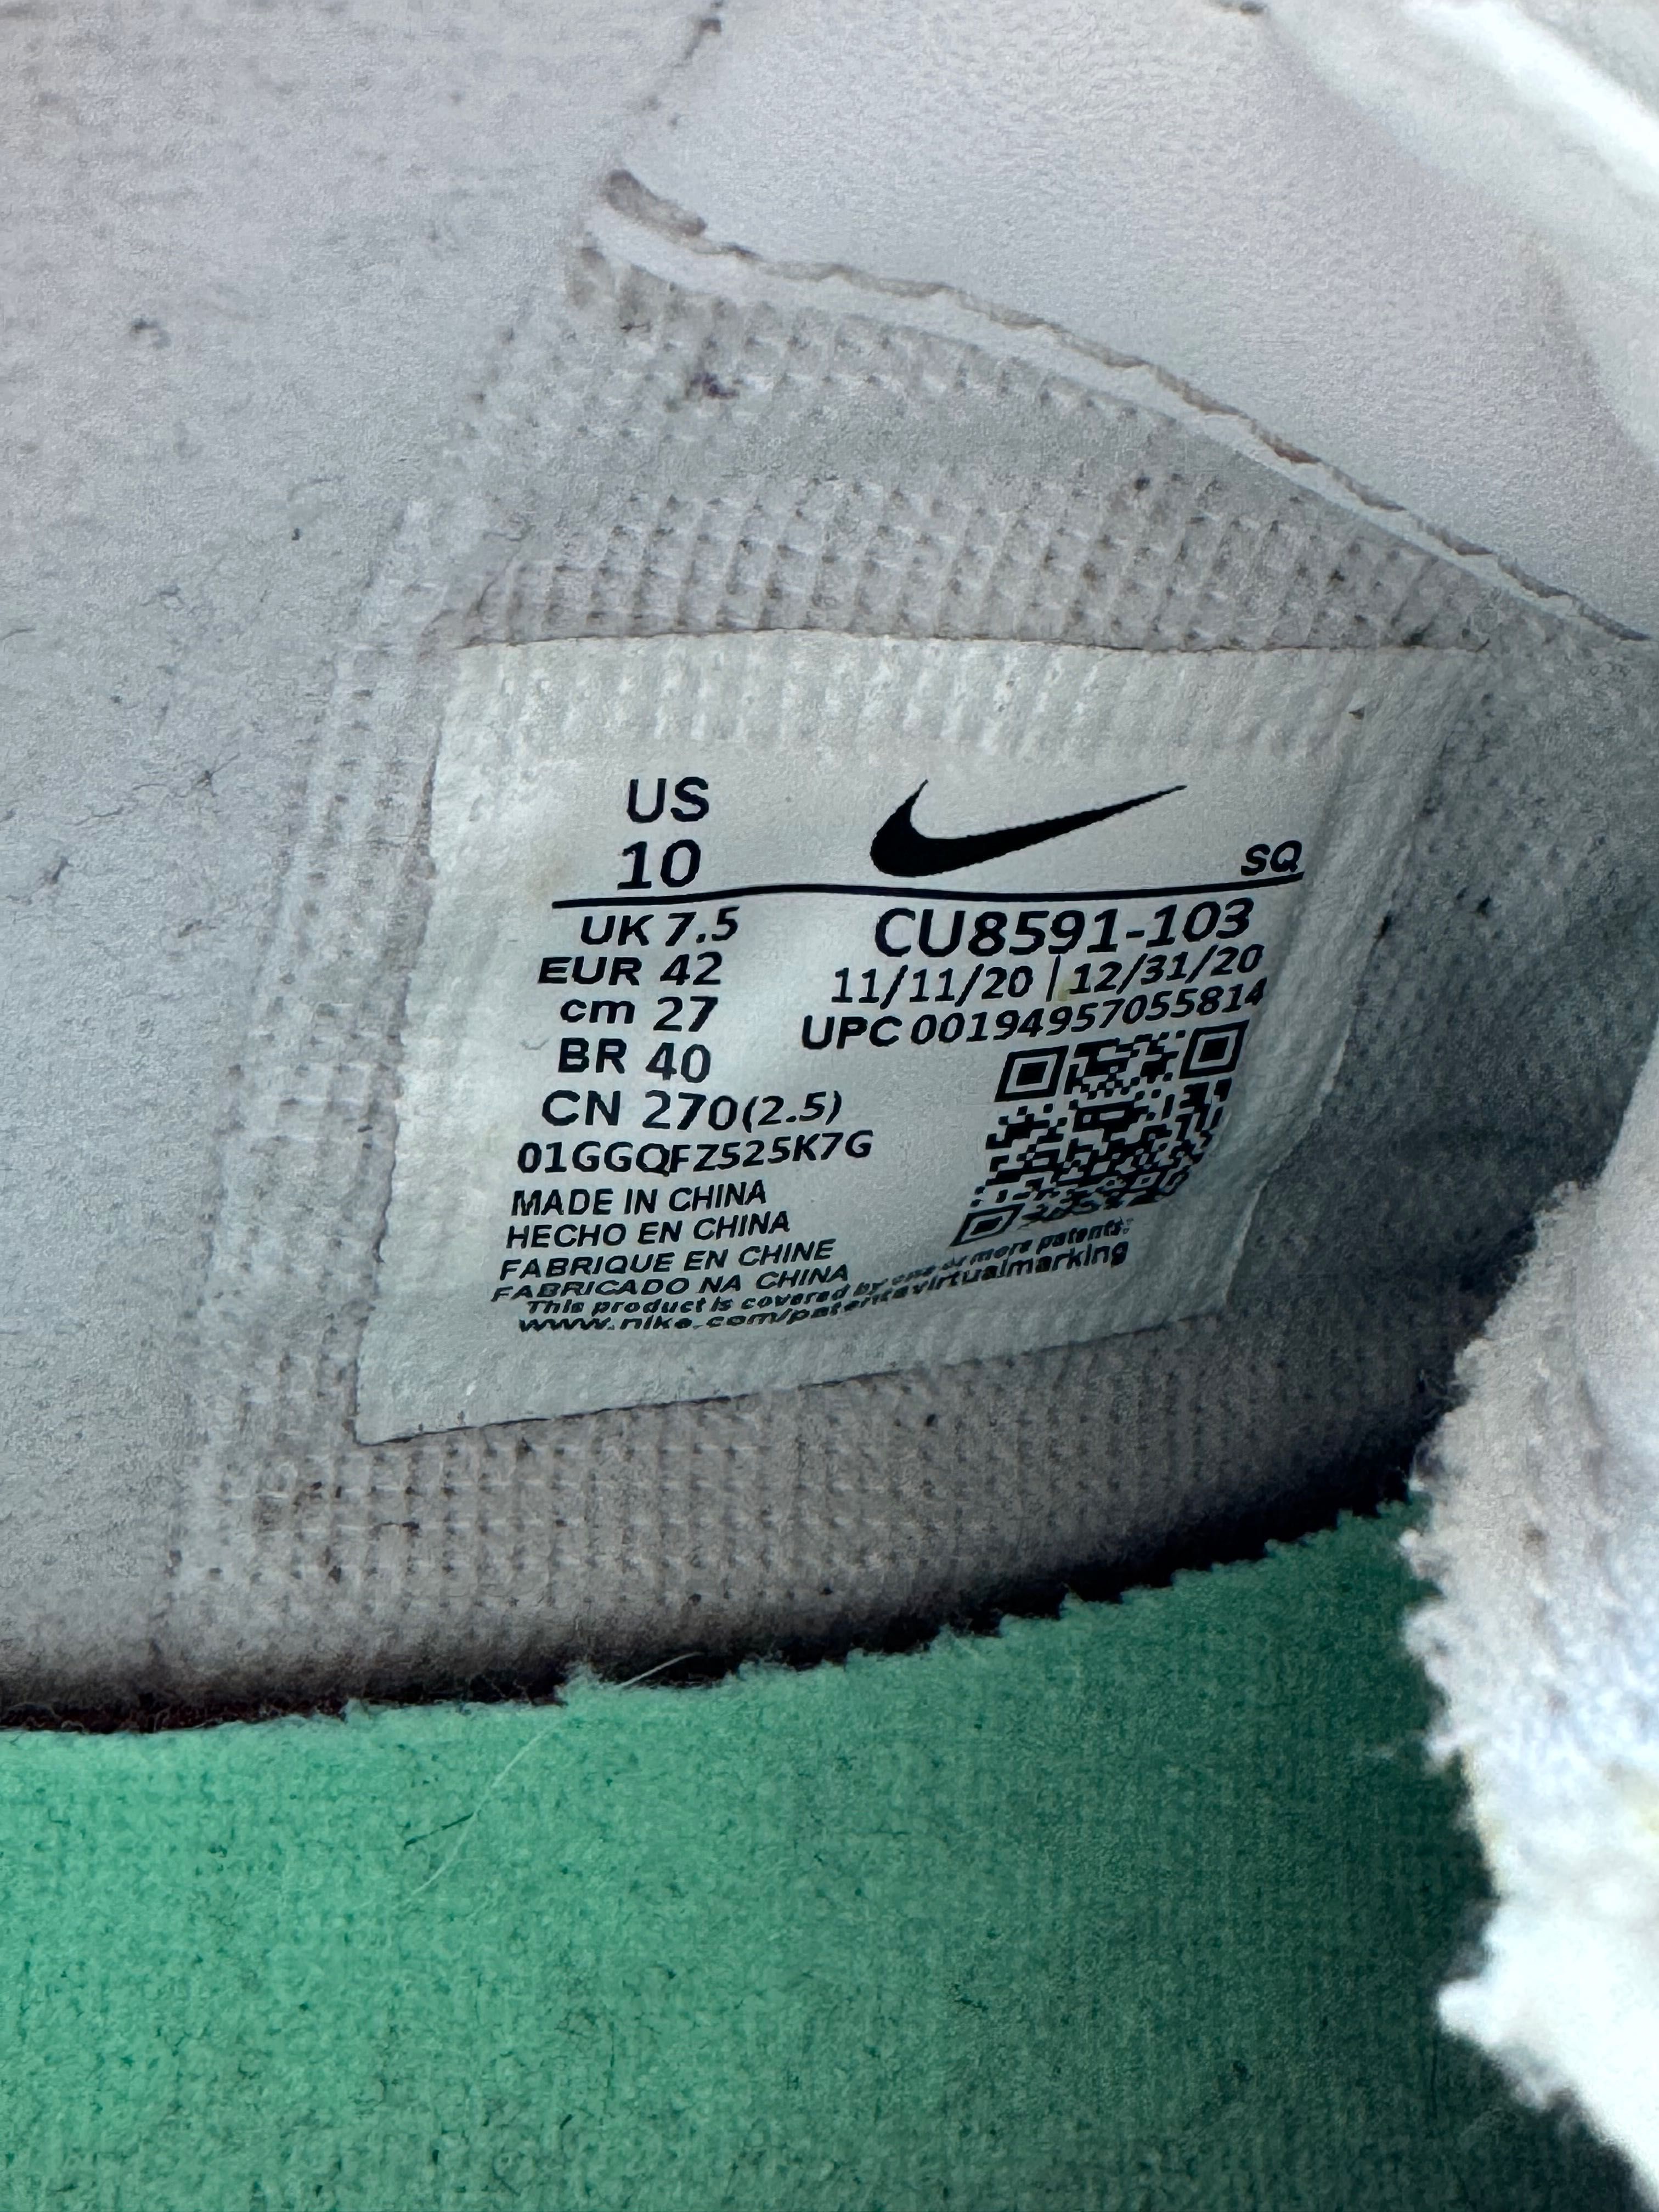 US
10
SQ
UK 7.5
EUR 42
cm 27
BR 40
CN 270(2.5)
01GGQFZ525K7G
CU8591-103
11/11/20 | 12/31/20
UPC 00194957055814
MADE IN CHINA
HECHO EN CHINA
FABRIQUE EN CHINE
FABRICADO NA CHINA
This product is covered by one or more patents:
www.nike.com/patentsvirtualmarking